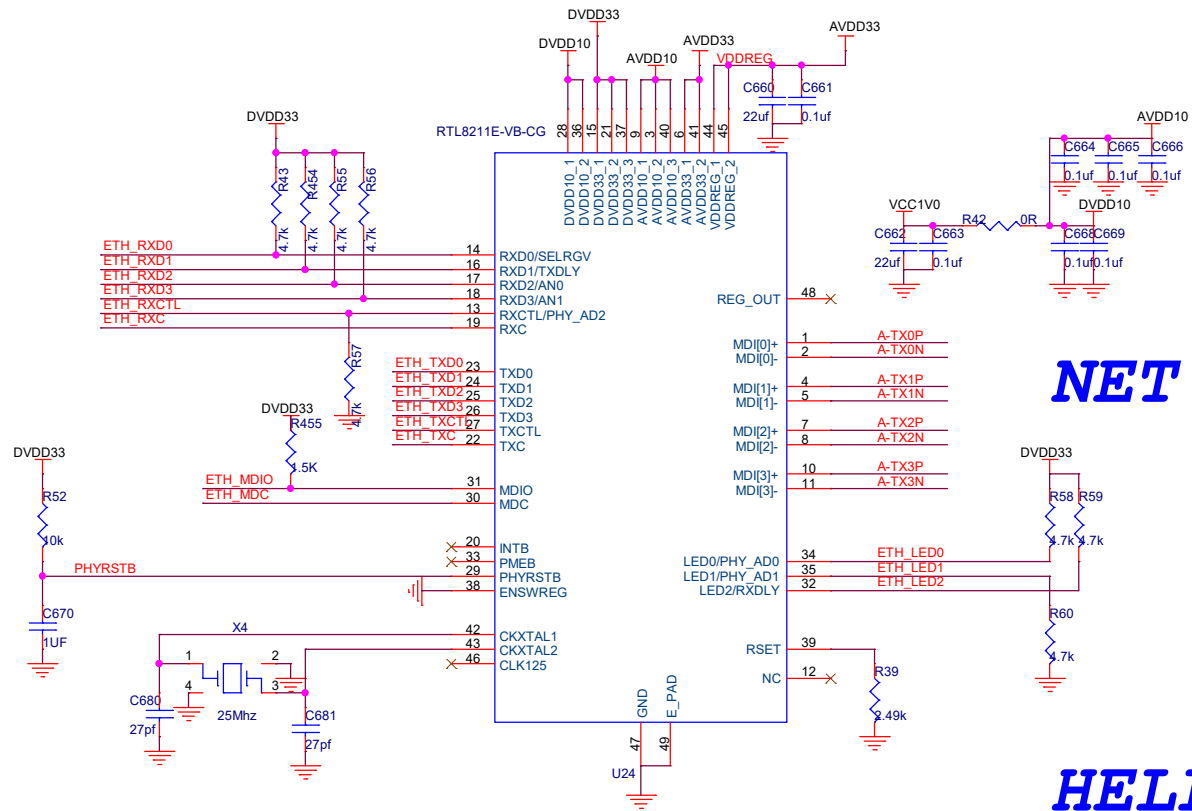 DVDD33
DVDD10
AVDD33
AVDD10
VDDREG
AVDD33
C660
C661
22uf
0.1uf
RTL8211E-VB-CG
28
36
15
21
37
9
3
40
6
41
44
45
DVDD10_1
DVDD10_2
DVDD33_1
DVDD33_2
DVDD33_3
AVDD10_1
AVDD10_2
AVDD10_3
AVDD33_1
AVDD33_2
VDDREG_1
VDDREG_2
DVDD33
R43
R454
R55
R56
4.7k
4.7k
4.7k
4.7k
AVDD10
C664
C665
C666
0.1uf
0.1uf
0.1uf
VCC1V0
R42
0R
DVDD10
C662
C663
C668
C669
22uf
0.1uf
0.1uf
0.1uf
ETH_RXD0
14
RXD0/SELRGV
ETH_RXD1
16
RXD1/TXDLY
ETH_RXD2
17
RXD2/AN0
ETH_RXD3
18
RXD3/AN1
ETH_RXCTL
13
RXCTL/PHY_AD2
ETH_RXC
19
RXC
REG_OUT
48
R57
4.7k
ETH_TXD0
23
TXD0
ETH_TXD1
24
TXD1
ETH_TXD2
25
TXD2
ETH_TXD3
26
TXD3
ETH_TXCTL
27
TXCTL
ETH_TXC
22
TXC
MDI[0]+
1
A-TX0P
MDI[0]-
2
A-TX0N
MDI[1]+
4
A-TX1P
MDI[1]-
5
A-TX1N
MDI[2]+
7
A-TX2P
MDI[2]-
8
A-TX2N
MDI[3]+
10
A-TX3P
MDI[3]-
11
A-TX3N
NET
DVDD33
R455
1.5K
ETH_MDIO
31
MDIO
ETH_MDC
30
MDC
DVDD33
R52
10k
20
INTB
33
PMEB
PHYRSTB
29
PHYRSTB
38
ENSWREG
C670
1UF
DVDD33
R58
R59
4.7k
4.7k
LED0/PHY_AD0
34
ETH_LED0
LED1/PHY_AD1
35
ETH_LED1
LED2/RXDLY
32
ETH_LED2
R60
4.7k
X4
42
CKXTAL1
43
CKXTAL2
46
CLK125
1
2
4
3
25Mhz
C680
27pf
C681
27pf
RSET
39
NC
12
R39
2.49k
GND
E_PAD
47
49
U24